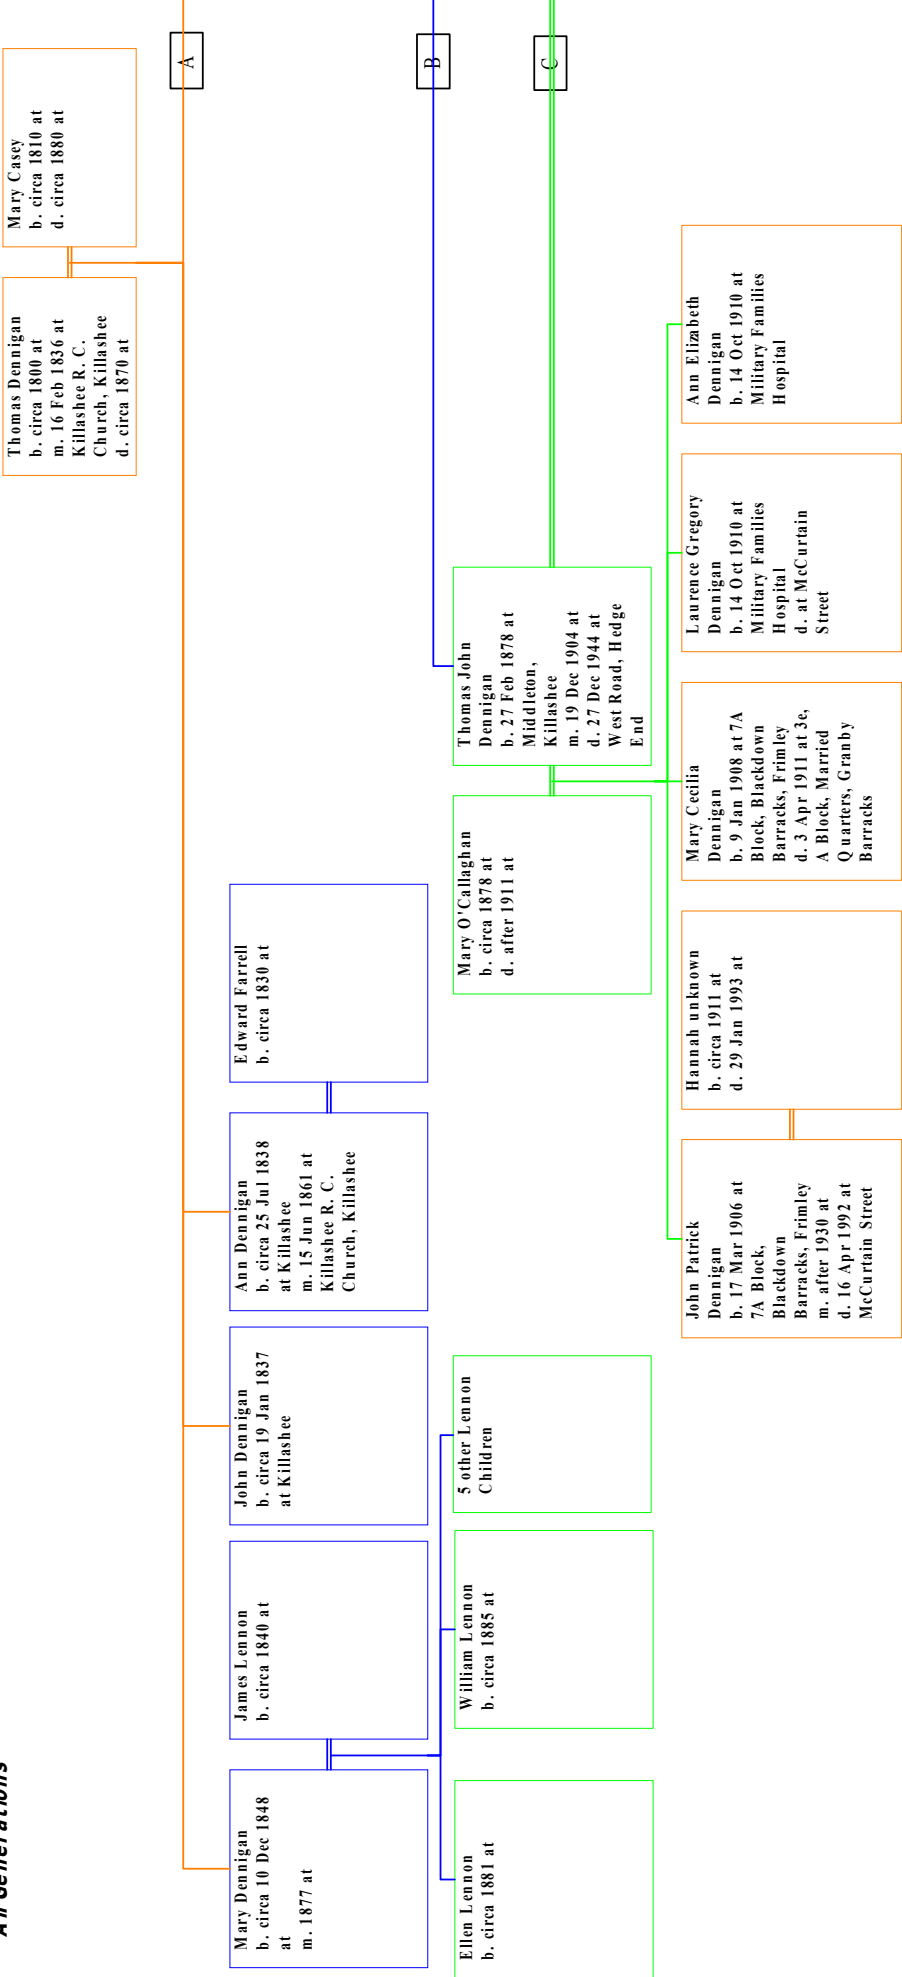 All Generations
Thomas Dennigan
b. circa 1800 at
m. 16 Feb 1836 at
Killashee R. C.
Church, Killashee
d. circa 1870 at
Mary Casey
b. circa 1810 at
d. circa 1880 at
A
Mary Dennigan
b. circa 10 Dec 1848
at
m. 1877 at
James Lennon
b. circa 1840 at
John Dennigan
b. circa 19 Jan 1837
at Killashee
Ann Dennigan
b. circa 25 Jul 1838
at Killashee
m. 15 Jun 1861 at
Killashee R. C.
Church, Killashee
Edward Farrell
b. circa 1830 at
B
Ellen Lennon
b. circa 1881 at
William Lennon
b. circa 1885 at
5 other Lennon
Children
Mary O'Callaghan
b. circa 1878 at
d. after 1911 at
Thomas John
Dennigan
b. 27 Feb 1878 at
Middleton,
Killashee
m. 19 Dec 1904 at
d. 27 Dec 1944 at
West Road, Hedge
End
C
John Patrick
Dennigan
b. 17 Mar 1906 at
7A Block,
Blackdown
Barracks, Frimley
m. after 1930 at
d. 16 Apr 1992 at
McCurtain Street
Hannah unknown
b. circa 1911 at
d. 29 Jan 1993 at
Mary Cecilia
Dennigan
b. 9 Jan 1908 at 7A
Block, Blackdown
Barracks, Frimley
d. 3 Apr 1911 at 3e,
A Block, Married
Quarters, Granby
Barracks
Laurence Gregory
Dennigan
b. 14 Oct 1910 at
Military Families
Hospital
d. at McCurtain
Street
Ann Elizabeth
Dennigan
b. 14 Oct 1910 at
Military Families
Hospital